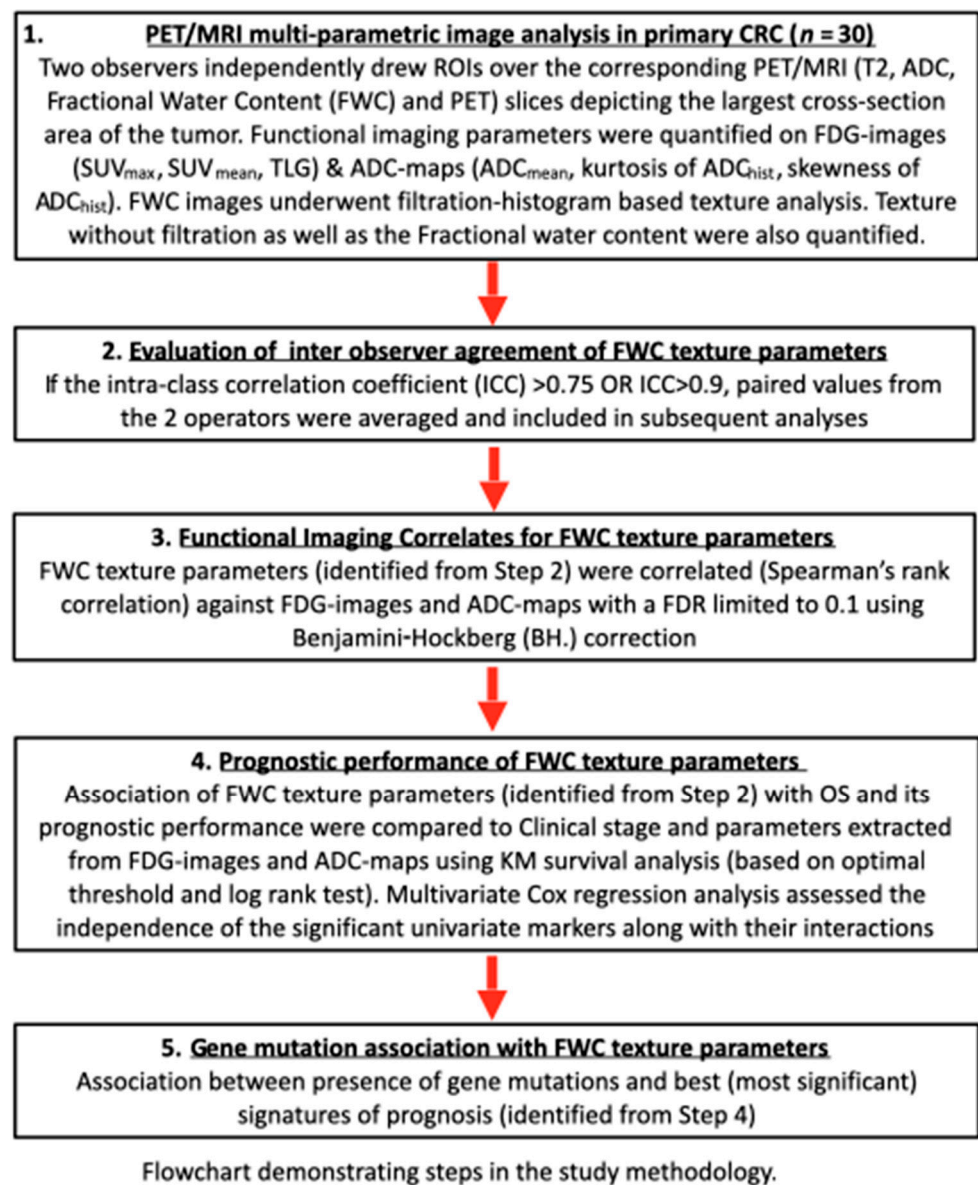 1. PET/MRI multi-parametric image analysis in primary CRC (n = 30)
Two observers independently drew ROIs over the corresponding PET/MRI (T2, ADC,
Fractional Water Content (FWC) and PET) slices depicting the largest cross-section
area of the tumor. Functional imaging parameters were quantified on FDG-images
(SUVmax, SUVmean, TLG) & ADC-maps (ADCmean, kurtosis of ADChist, skewness of
ADChist). FWC images underwent filtration-histogram based texture analysis. Texture
without filtration as well as the Fractional water content were also quantified.
2. Evaluation of inter observer agreement of FWC texture parameters
If the intra-class correlation coefficient (ICC) >0.75 OR ICC>0.9, paired values from
the 2 operators were averaged and included in subsequent analyses
3. Functional Imaging Correlates for FWC texture parameters
FWC texture parameters (identified from Step 2) were correlated (Spearman's rank
correlation) against FDG-images and ADC-maps with a FDR limited to 0.1 using
Benjamini-Hockberg (BH.) correction
4. Prognostic performance of FWC texture parameters
Association of FWC texture parameters (identified from Step 2) with OS and its
prognostic performance were compared to Clinical stage and parameters extracted
from FDG-images and ADC-maps using KM survival analysis (based on optimal
threshold and log rank test). Multivariate Cox regression analysis assessed the
independence of the significant univariate markers along with their interactions
5. Gene mutation association with FWC texture parameters
Association between presence of gene mutations and best (most significant)
signatures of prognosis (identified from Step 4)
Flowchart demonstrating steps in the study methodology.